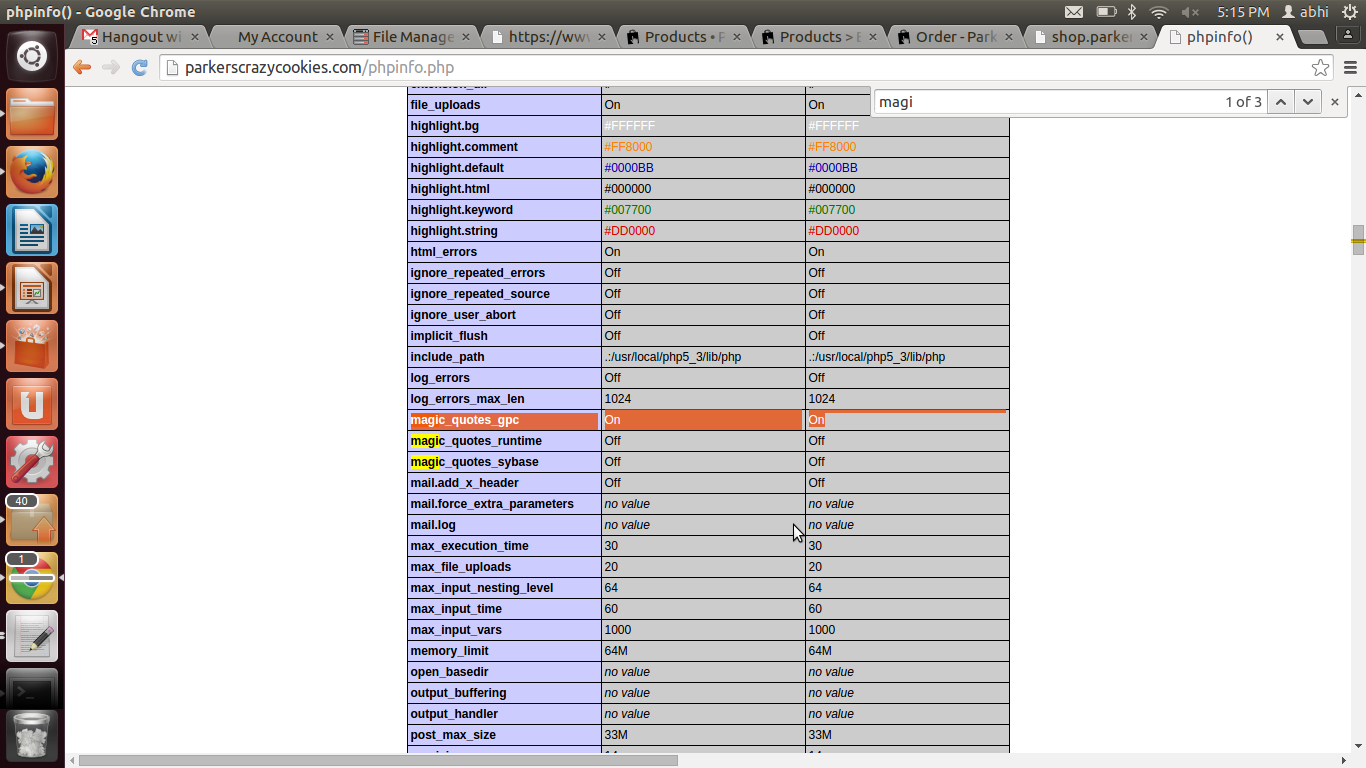 phpinfo() - Google Chrome
5:15 PM
abhi
5
Hangout wi
My Account
File Manage
https://ww
Products • P
Products > E
Order - Park
shop.parker
phpinfo()
parkerscrazycookies.com/phpinfo.php
magi
1 of 3
file_uploads On On
highlight.bg #FFFFFF #FFFFFF
highlight.comment #FF8000 #FF8000
highlight.default #0000BB #0000BB
highlight.html #000000 #000000
highlight.keyword #007700 #007700
highlight.string #DD0000 #DD0000
html_errors On On
ignore_repeated_errors Off Off
ignore_repeated_source Off Off
ignore_user_abort Off Off
implicit_flush Off Off
include_path .:/usr/local/php5_3/lib/php .:/usr/local/php5_3/lib/php
log_errors Off Off
log_errors_max_len 1024 1024
magic_quotes_gpc On On
magic_quotes_runtime Off Off
magic_quotes_sybase Off Off
mail.add_x_header Off Off
mail.force_extra_parameters no value no value
mail.log no value no value
max_execution_time 30 30
max_file_uploads 20 20
max_input_nesting_level 64 64
max_input_time 60 60
max_input_vars 1000 1000
memory_limit 64M 64M
open_basedir no value no value
output_buffering no value no value
output_handler no value no value
post_max_size 33M 33M
40
1